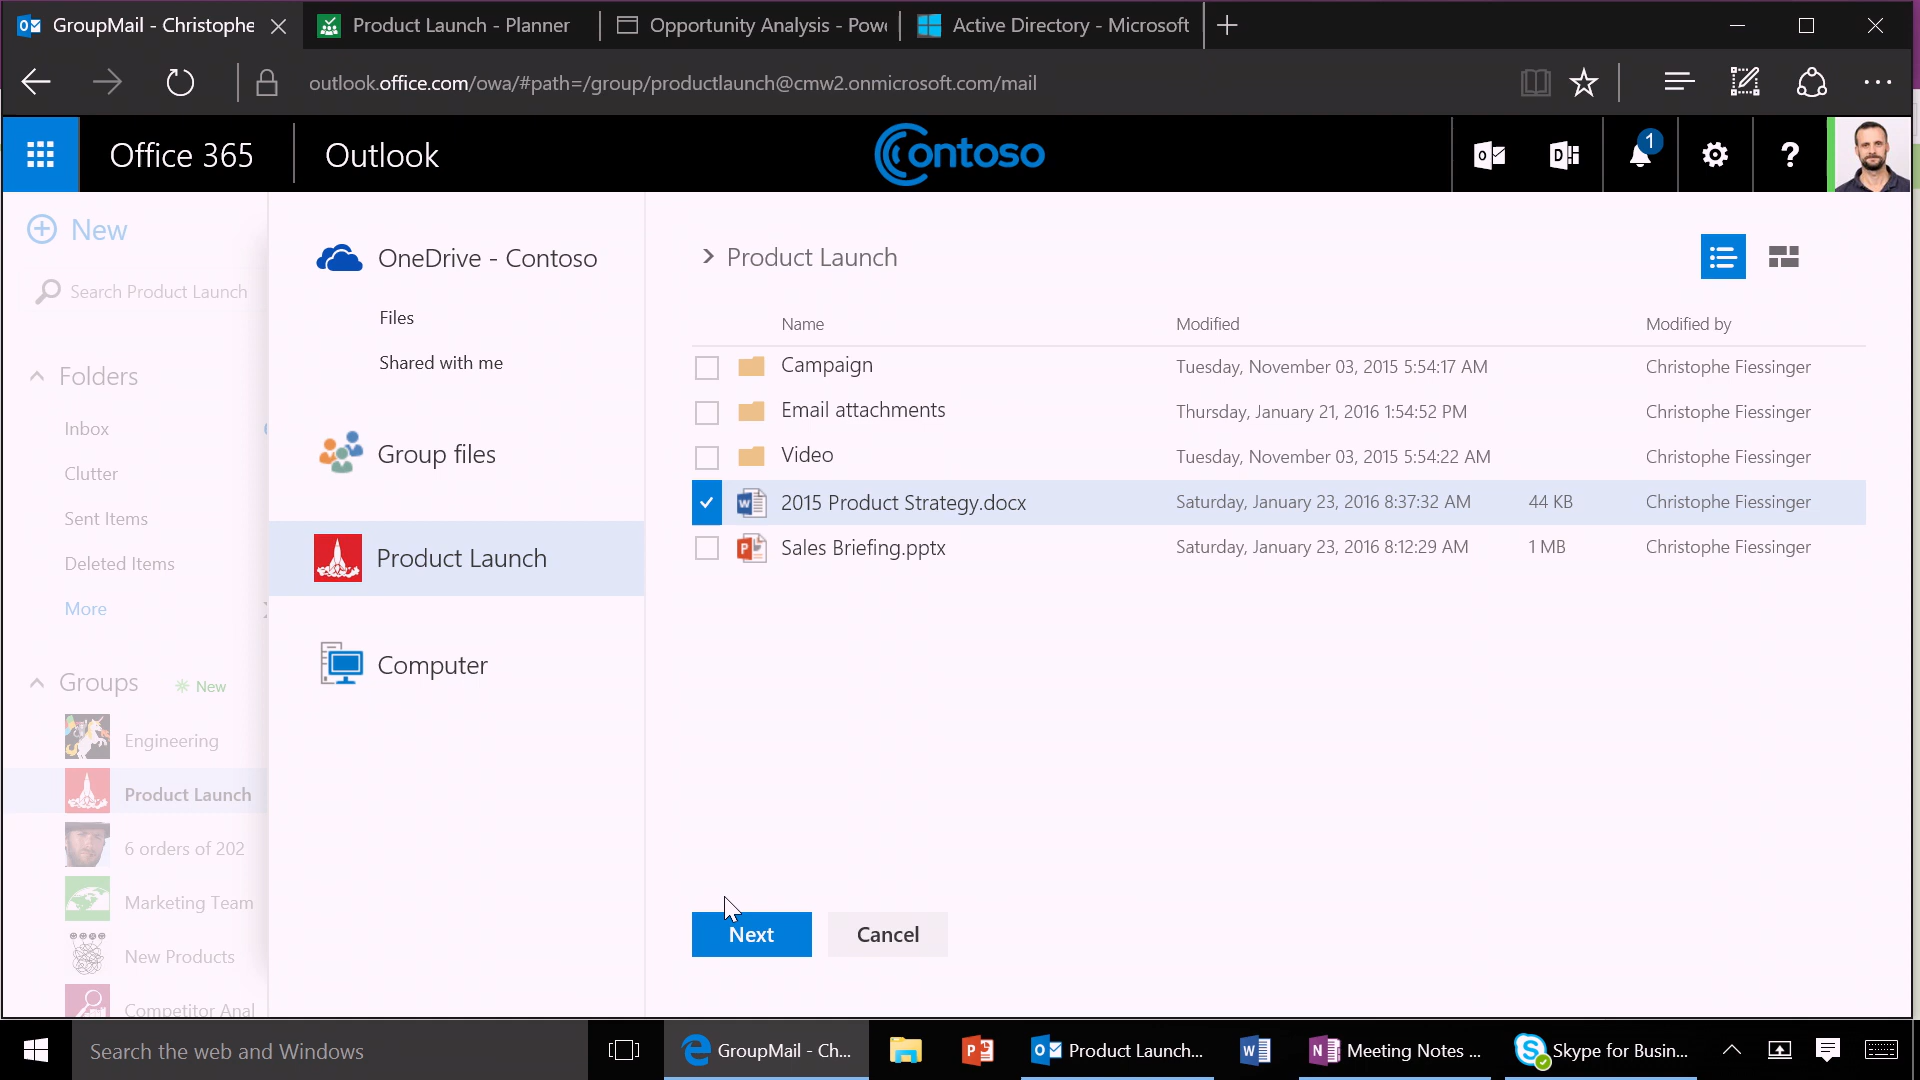 GroupMail - Christophe
Product Launch - Planner
Opportunity Analysis - Pow
Active Directory - Microsoft
outlook.office.com/owa/#path=/group/productlaunch@cmw2.onmicrosoft.com/mail
Office 365
Outlook
Contoso
1
New
Search Product Launch
Folders
Inbox
Clutter
Sent Items
Deleted Items
More
Groups
New
Engineering
Product Launch
6 orders of 202
Marketing Team
New Products
Competitor Anal
OneDrive - Contoso
Files
Shared with me
Group files
Product Launch
Computer
Product Launch
Name Modified Modified by
Campaign Tuesday, November 03, 2015 5:54:17 AM Christophe Fiessinger
Email attachments Thursday, January 21, 2016 1:54:52 PM Christophe Fiessinger
Video Tuesday, November 03, 2015 5:54:22 AM Christophe Fiessinger
2015 Product Strategy.docx Saturday, January 23, 2016 8:37:32 AM 44 KB Christophe Fiessinger
Sales Briefing.pptx Saturday, January 23, 2016 8:12:29 AM 1 MB Christophe Fiessinger
Next
Cancel
Search the web and Windows
GroupMail - Ch...
Product Launch...
Meeting Notes ...
Skype for Busin...